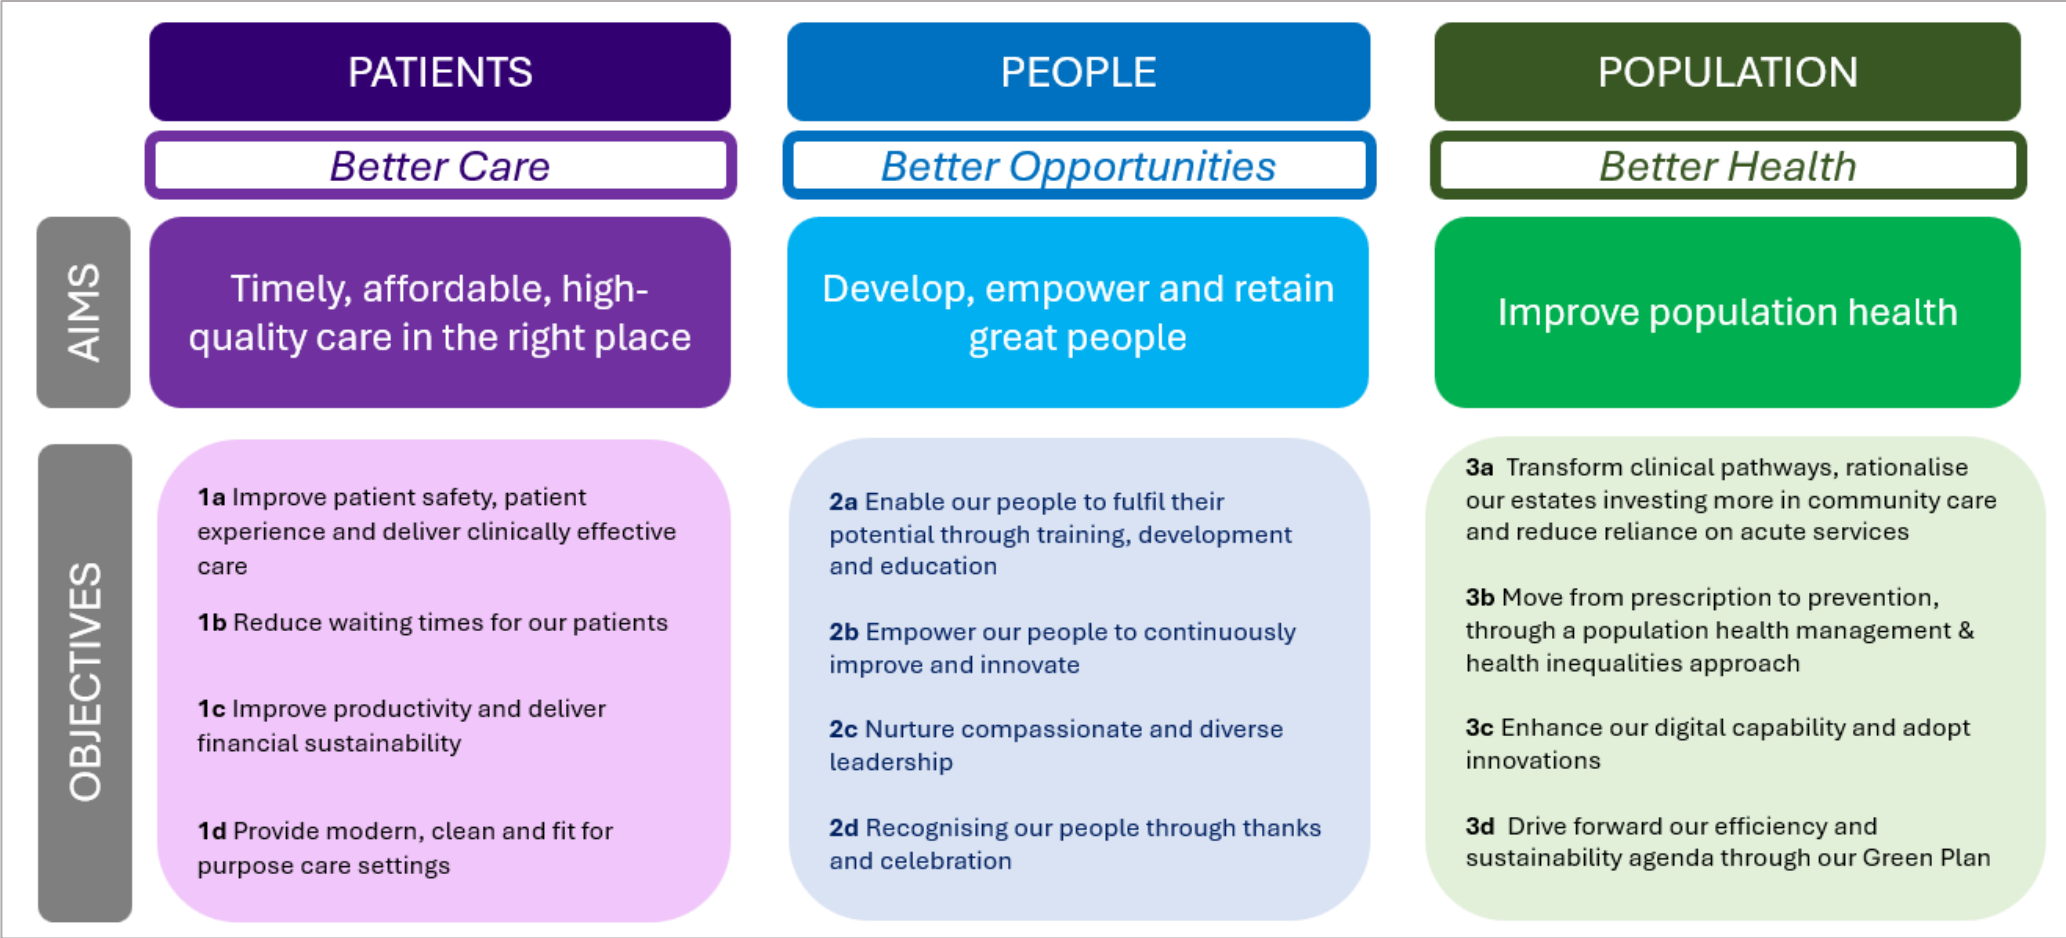 PATIENTS
Better Care
PEOPLE
Better Opportunities
POPULATION
Better Health
AIMS
Timely, affordable, high-
quality care in the right place
Develop, empower and retain
great people
Improve population health
OBJECTIVES
1a Improve patient safety, patient
experience and deliver clinically effective
care
1b Reduce waiting times for our patients
1c Improve productivity and deliver
financial sustainability
1d Provide modern, clean and fit for
purpose care settings
2a Enable our people to fulfil their
potential through training, development
and education
2b Empower our people to continuously
improve and innovate
2c Nurture compassionate and diverse
leadership
2d Recognising our people through thanks
and celebration
3a Transform clinical pathways, rationalise
our estates investing more in community care
and reduce reliance on acute services
3b Move from prescription to prevention,
through a population health management &
health inequalities approach
3c Enhance our digital capability and adopt
innovations
3d Drive forward our efficiency and
sustainability agenda through our Green Plan